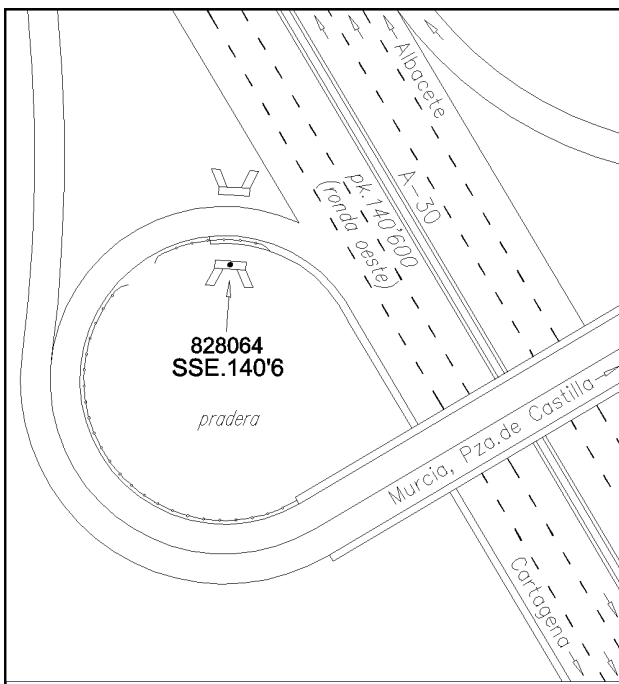 Albacete
A-30
pk.140'600
(ronda oeste)
828064
SSE.140'6
pradera
Murcia, Pza.de Castilla
Cartagena